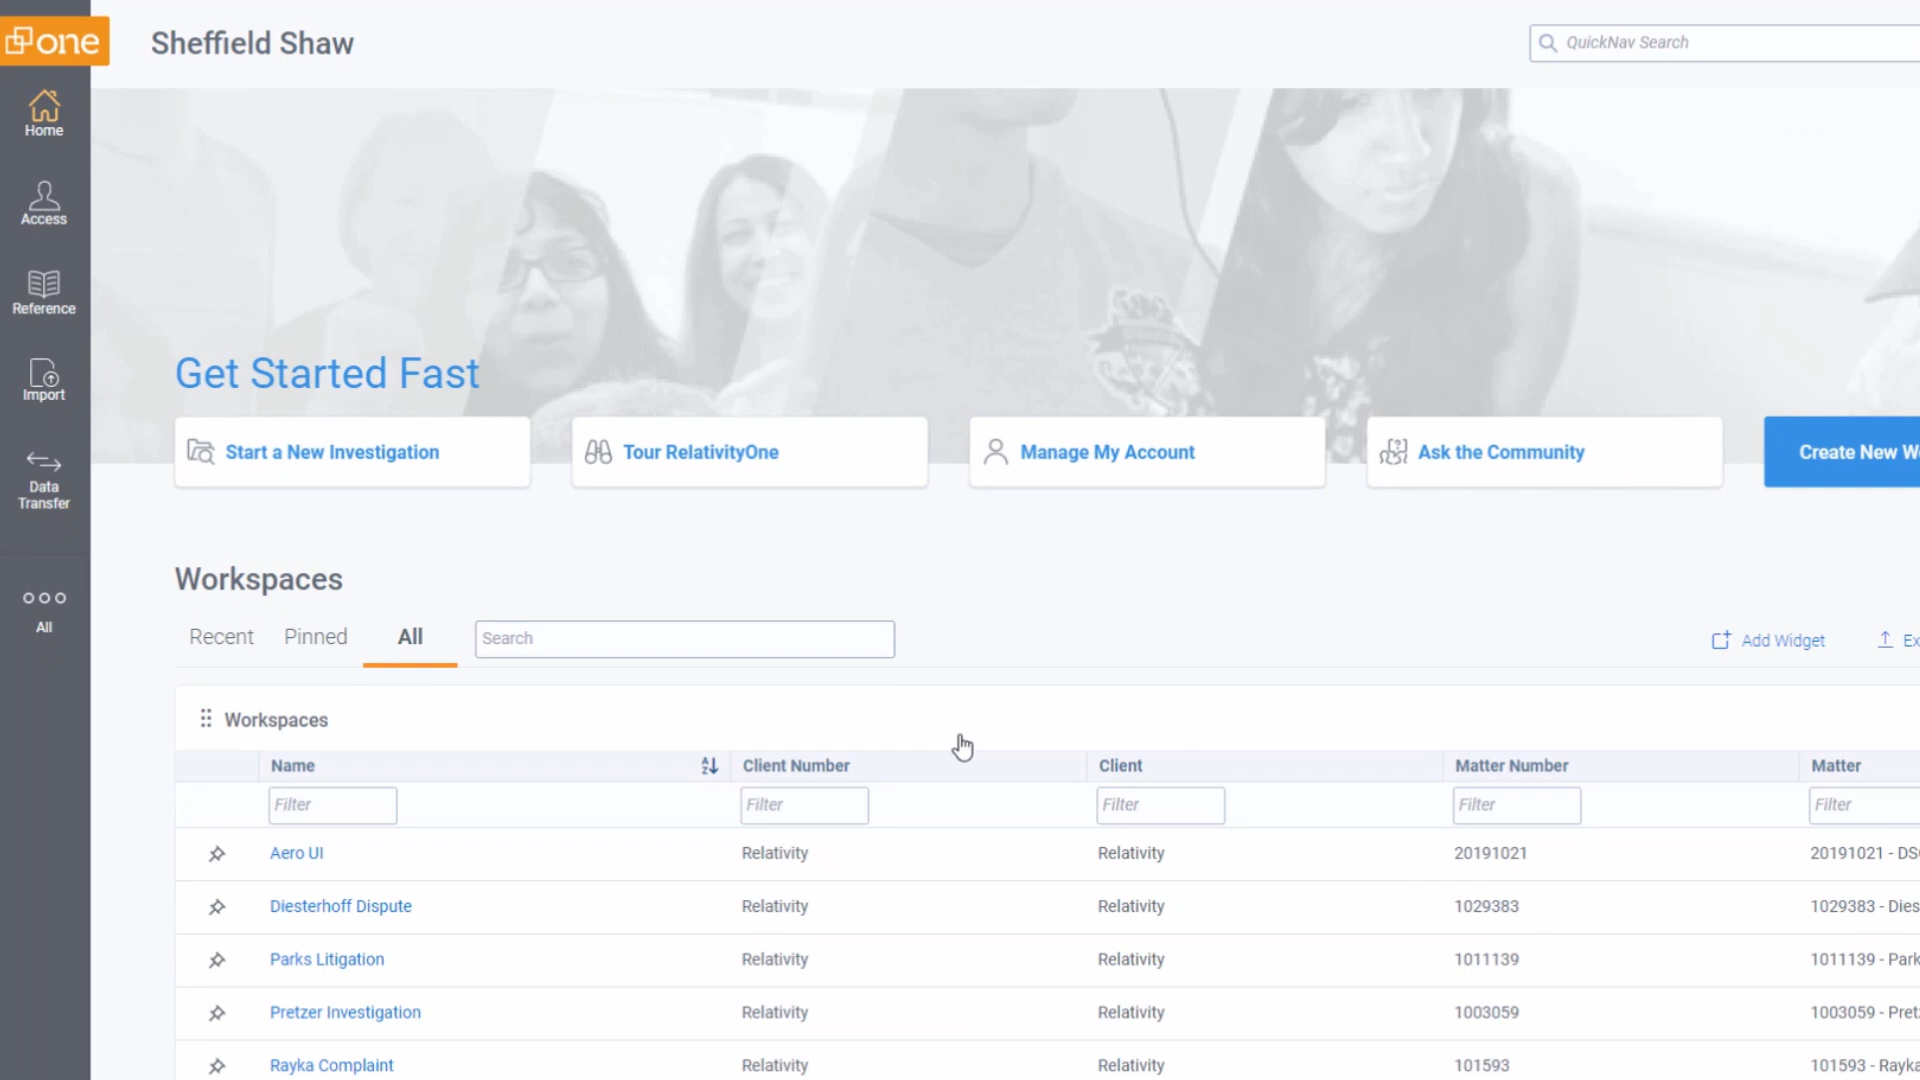 one
Sheffield Shaw
QuickNav Search
Home
Access
Reference
Import
Data
Transfer
All
Get Started Fast
Start a New Investigation
Tour RelativityOne
Manage My Account
Ask the Community
Create New W
Workspaces
Recent Pinned All Search
Add Widget Ex
Workspaces
Name Client Number Client Matter Number Matter
Filter Filter Filter Filter Filter
Aero UI Relativity Relativity 20191021 20191021 - DS
Diesterhoff Dispute Relativity Relativity 1029383 1029383 - Dies
Parks Litigation Relativity Relativity 1011139 1011139 - Park
Pretzer Investigation Relativity Relativity 1003059 1003059 - Pret
Rayka Complaint Relativity Relativity 101593 101593 - Rayka